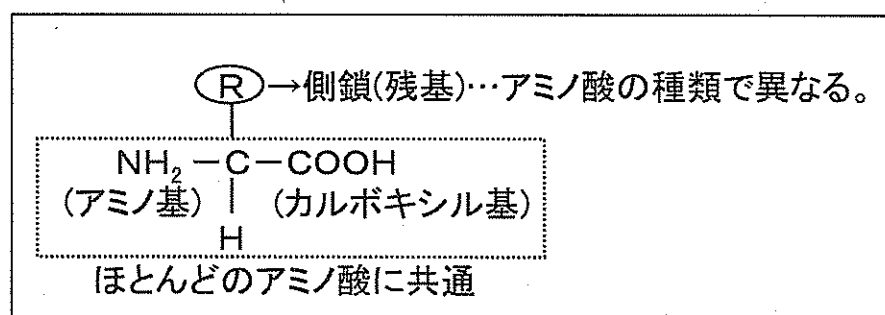 R→側鎖(残基)…アミノ酸の種類で異なる。
NH₂－C－COOH
(アミノ基) (カルボキシル基)
H
ほとんどのアミノ酸に共通